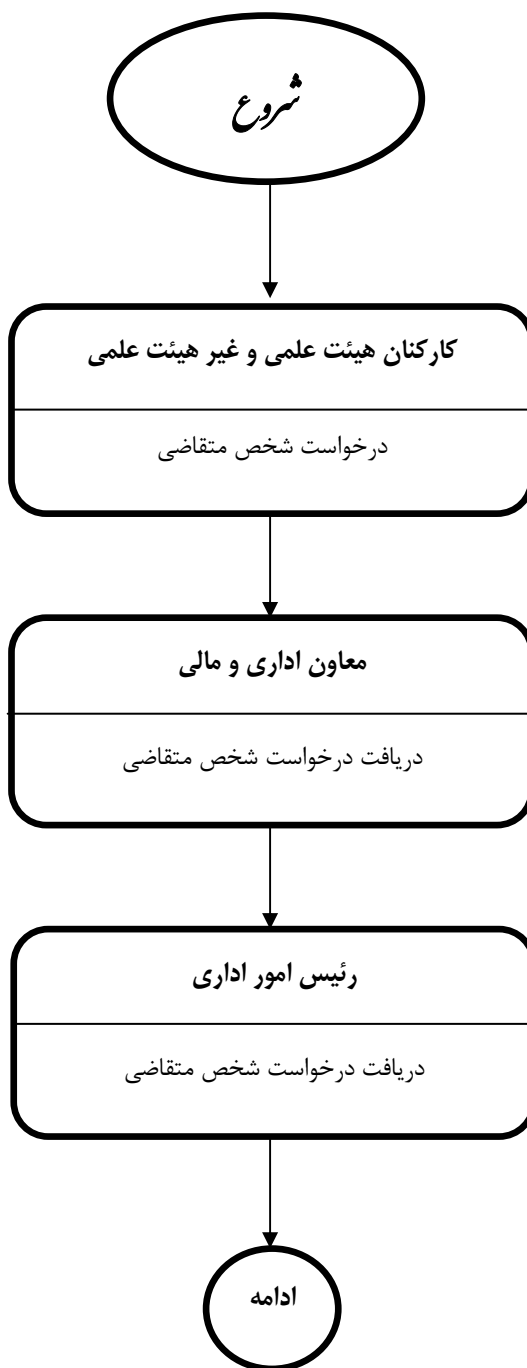 شروع
کارکنان هیئت علمی و غیر هیئت علمی
درخواست شخص متقاضی
معاون اداری و مالی
دریافت درخواست شخص متقاضی
رئیس امور اداری
دریافت درخواست شخص متقاضی
ادامه